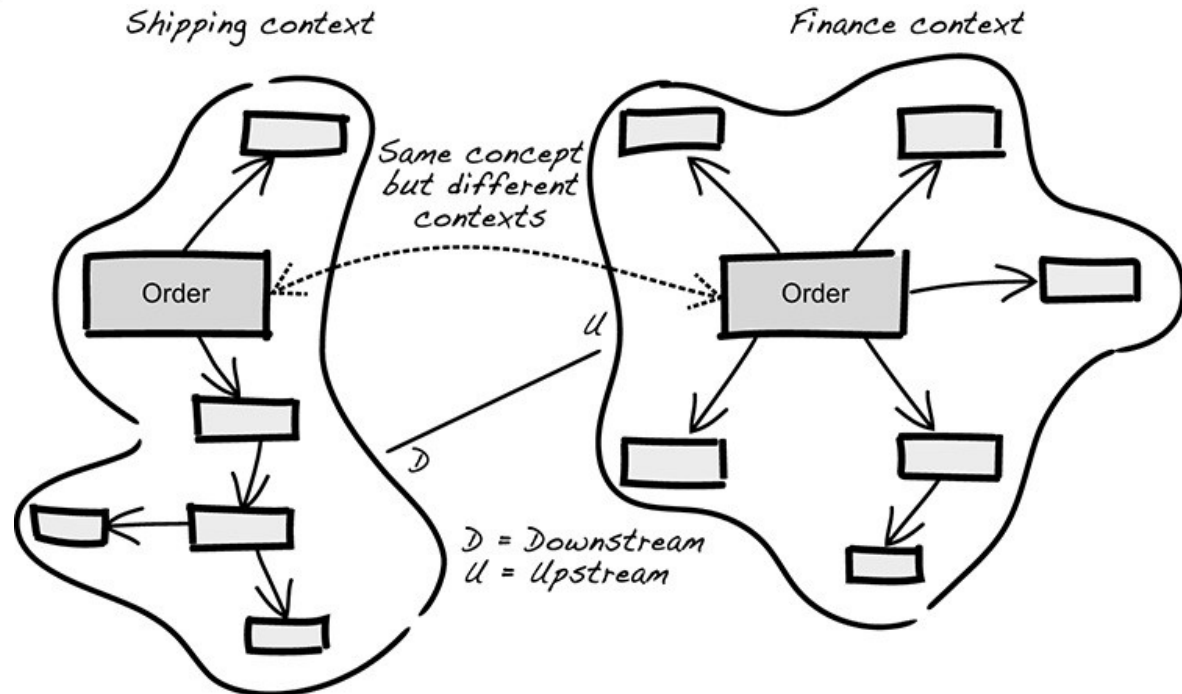 Shipping context
Finance context
Same concept
but different
contexts
Order
Order
U
D
D = Downstream
U = Upstream